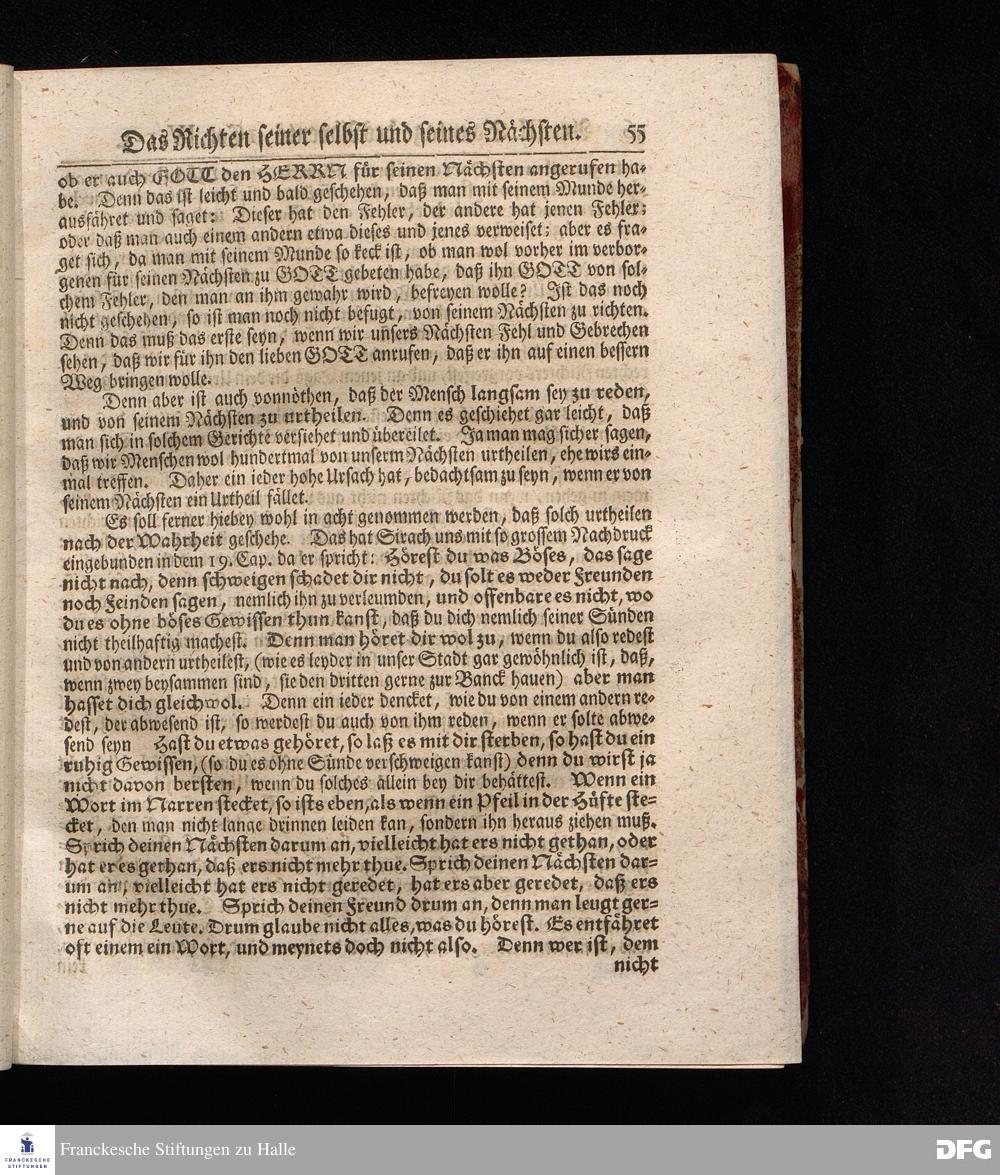 Das Richten seiner selbst und seines Nächsten. 55
ob er auch GOTT den HERRN für seinen Nächsten angerufen ha-
be. Denn das ist leicht und bald geschehen, daß man mit seinem Munde her-
ausfähret und saget: Dieser hat den Fehler, der andere hat jenen Fehler;
oder daß man auch einem andern etwa dieses und jenes verweiset; aber es fra-
get sich, da man mit seinem Munde so keck ist, ob man wol vorher im verbor-
genen für seinen Nächsten zu GOTT gebeten habe, daß ihn GOTT von sol-
chem Fehler, den man an ihm gewahr wird, befreyen wolle? Ist das noch
nicht geschehen, so ist man noch nicht befugt, von seinem Nächsten zu richten.
Denn das muß das erste seyn, wenn wir unsers Nächsten Fehl und Gebrechen
sehen, daß wir für ihn den lieben GOTT anrufen, daß er ihn auf einen bessern
Weg bringen wolle.
Denn aber ist auch vonnöthen, daß der Mensch langsam sey zu reden,
und von seinem Nächsten zu urtheilen. Denn es geschiehet gar leicht, daß
man sich in solchem Gerichte versiehet und übereilet. Ja man mag sicher sagen,
daß wir Menschen wol hundertmal von unserm Nächsten urtheilen, ehe wirs ein-
mal treffen. Daher ein ieder hohe Ursach hat, bedachtsam zu seyn, wenn er von
seinem Nächsten ein Urtheil fället.
Es soll ferner hiebey wohl in acht genommen werden, daß solch urtheilen
nach der Wahrheit geschehe. Das hat Sirach uns mit so grossem Nachdruck
eingebunden in dem 19. Cap. da er spricht: Hörest du was Böses, das sage
nicht nach, denn schweigen schadet dir nicht, du solt es weder Freunden
noch Feinden sagen, nemlich ihn zu verleumden, und offenbare es nicht, wo
du es ohne böses Gewissen thun kanst, daß du dich nemlich seiner Sünden
nicht theilhaftig machest. Denn man höret dir wol zu, wenn du also redest
und von andern urtheilest, (wie es leyder in unser Stadt gar gewöhnlich ist, daß,
wenn zwey beysammen sind, sie den dritten gerne zur Banck hauen) aber man
hasset dich gleichwol. Denn ein ieder dencket, wie du von einem andern re-
dest, der abwesend ist, so werdest du auch von ihm reden, wenn er solte abwe-
send seyn Hast du etwas gehöret, so laß es mit dir sterben, so hast du ein
ruhig Gewissen, (so du es ohne Sünde verschweigen kanst) denn du wirst ja
nicht davon bersten, wenn du solches allein bey dir behättest. Wenn ein
Wort im Narren stecket, so ists eben, als wenn ein Pfeil in der Hüfte ste-
cket, den man nicht lange drinnen leiden kan, sondern ihn heraus ziehen muß.
Sprich deinen Nächsten darum an, vielleicht hat ers nicht gethan, oder
hat er es gethan, daß ers nicht mehr thue. Sprich deinen Nächsten dar-
um an, vielleicht hat ers nicht geredet, hat ers aber geredet, daß ers
nicht mehr thue. Sprich deinen Freund drum an, denn man leugt ger-
ne auf die Leute. Drum glaube nicht alles, was du hörest. Es entfähret
oft einem ein Wort, und meynets doch nicht also. Denn wer ist, dem
nicht
FRANCKESCHE
STIFTUNGEN
Franckesche Stiftungen zu Halle
DFG